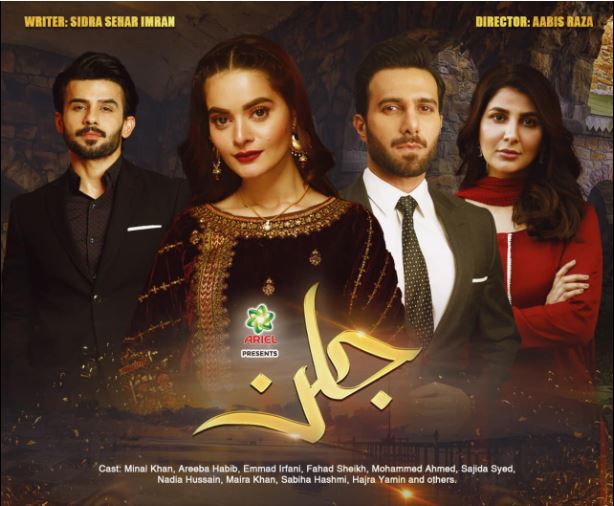 WRITER: SIDRA SEHAR IMRAN
DIRECTOR: AABIS RAZA
ARIEL
PRESENTS
جلن
Cast: Minal Khan, Areeba Habib, Emmad Irfani, Fahad Sheikh, Mohammed Ahmed, Sajida Syed,
Nadia Hussain, Maira Khan, Sabiha Hashmi, Hajra Yamin and others.